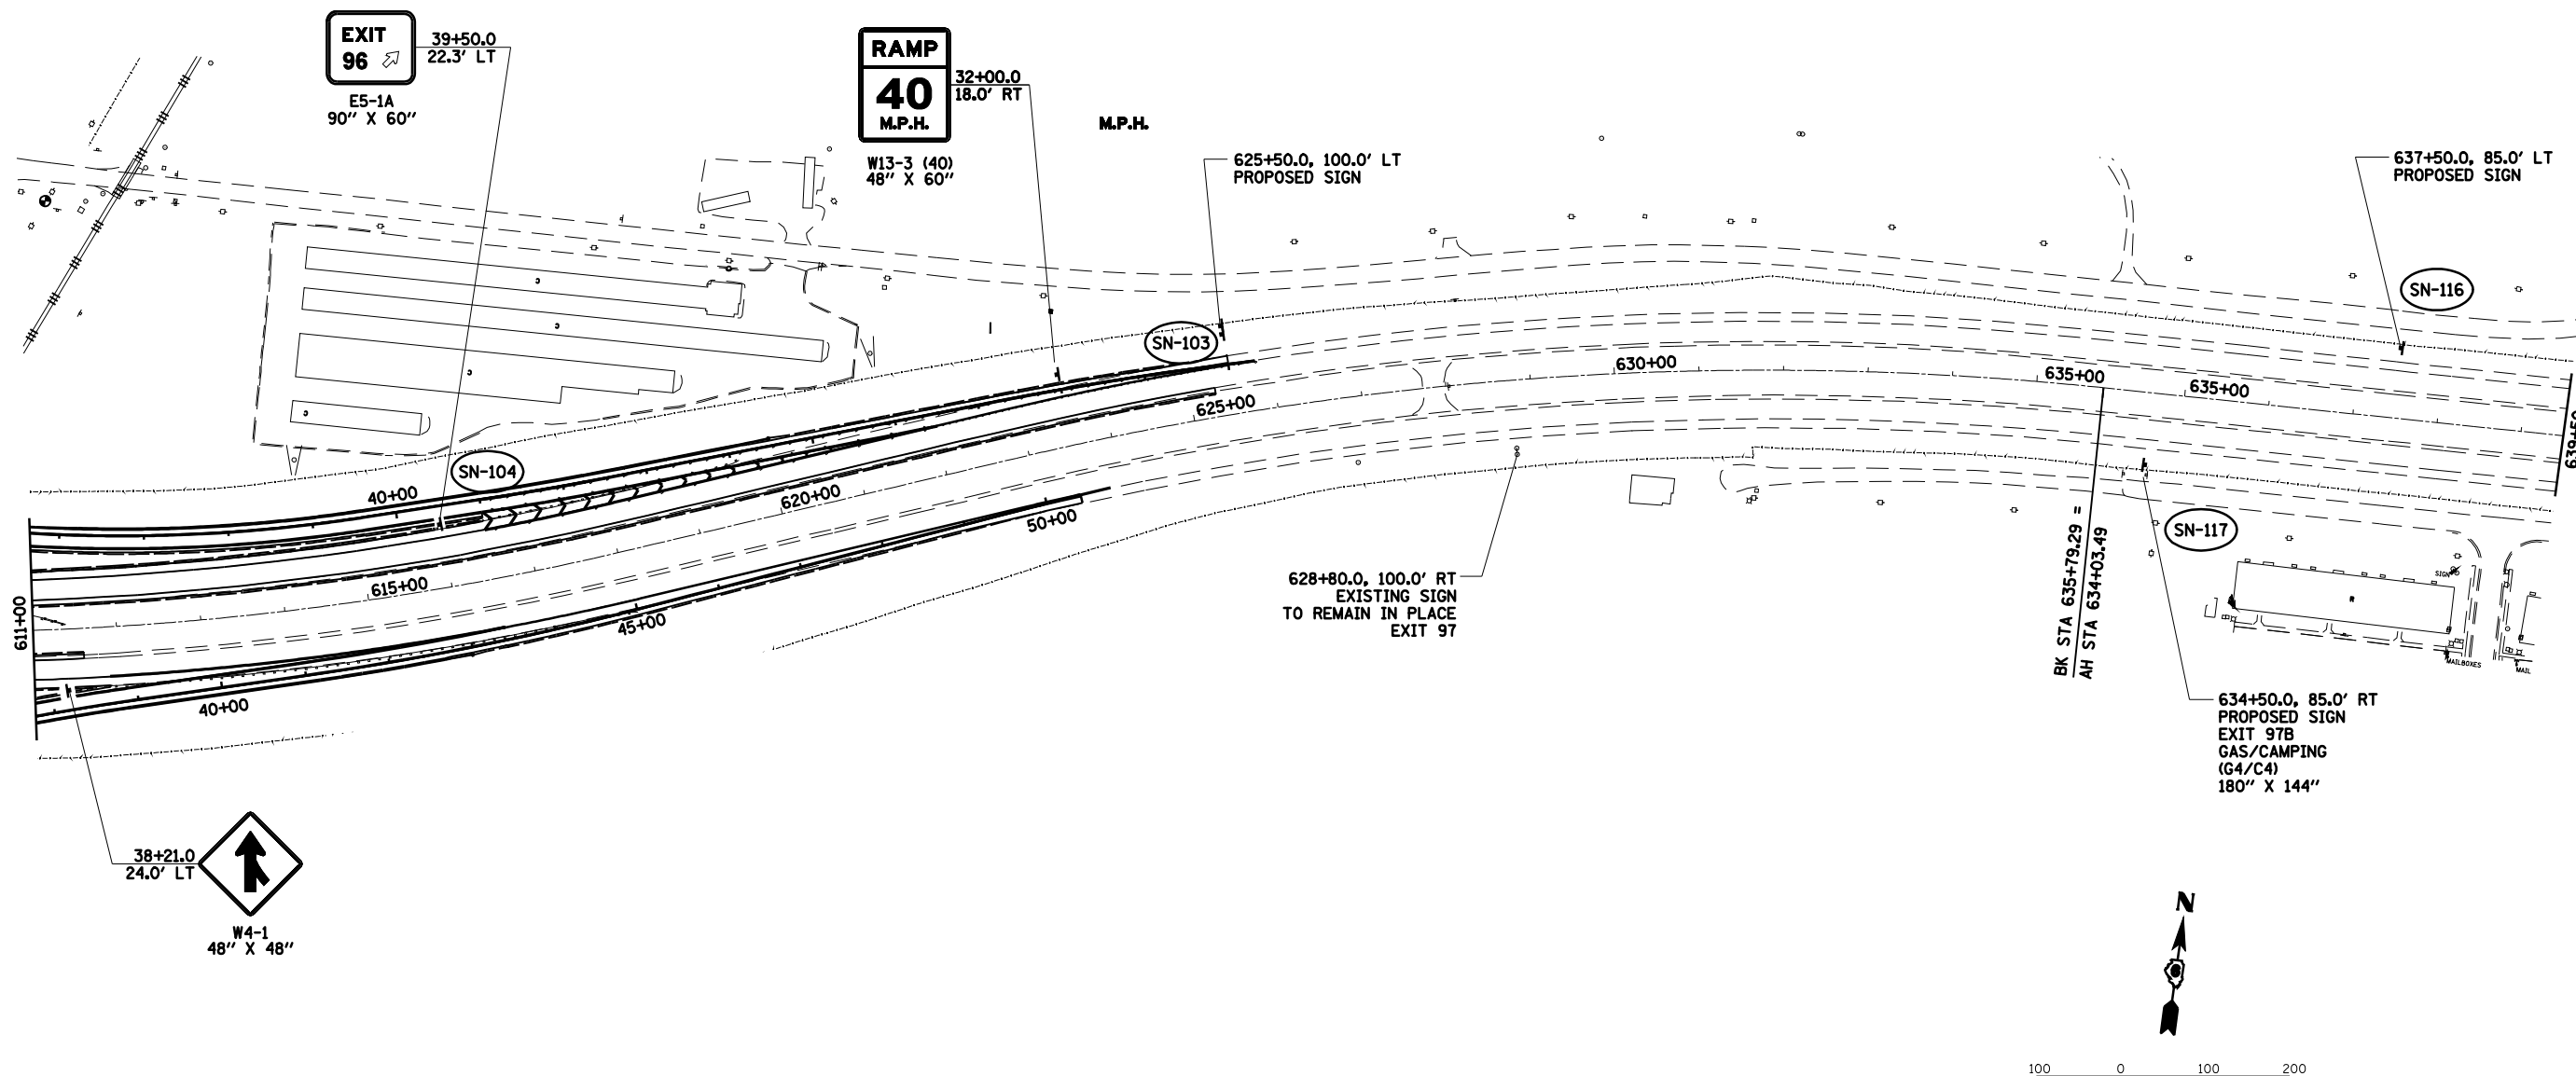 EXIT
96
39+50.0
22.3' LT
E5-1A
90" X 60"
RAMP
40
M.P.H.
32+00.0
18.0' RT
W13-3 (40)
48" X 60"
M.P.H.
625+50.0, 100.0' LT
PROPOSED SIGN
637+50.0, 85.0' LT
PROPOSED SIGN
SN-116
SN-103
630+00
635+00
635+00
625+00
639+50
SN-104
40+00
620+00
50+00
SN-117
615+00
45+00
611+00
40+00
628+80.0, 100.0' RT
EXISTING SIGN
TO REMAIN IN PLACE
EXIT 97
BK STA 635+79.29 =
AH STA 634+03.49
SIGN
MAILBOXES
MAIL
634+50.0, 85.0' RT
PROPOSED SIGN
EXIT 97B
GAS/CAMPING
(G4/C4)
180" X 144"
38+21.0
24.0' LT
W4-1
48" X 48"
N
100 0 100 200